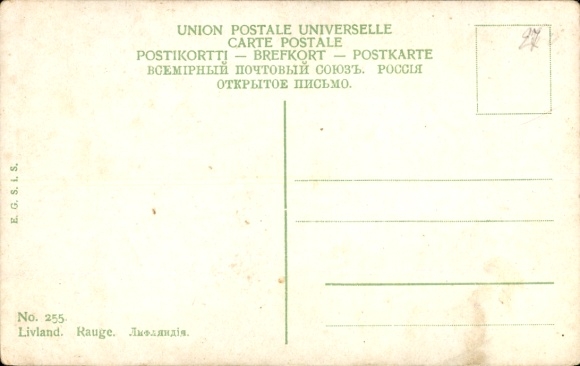 UNION POSTALE UNIVERSELLE
CARTE POSTALE
POSTIKORTTI — BREFKORT — POSTKARTE
ВСЕМІРНЫЙ ПОЧТОВЫЙ СОЮЗЪ. РОССІЯ
ОТКРЫТОЕ ПИСЬМО.
27
E. G. S. i. S.
No. 255.
Livland. Rauge. Лифляндія.